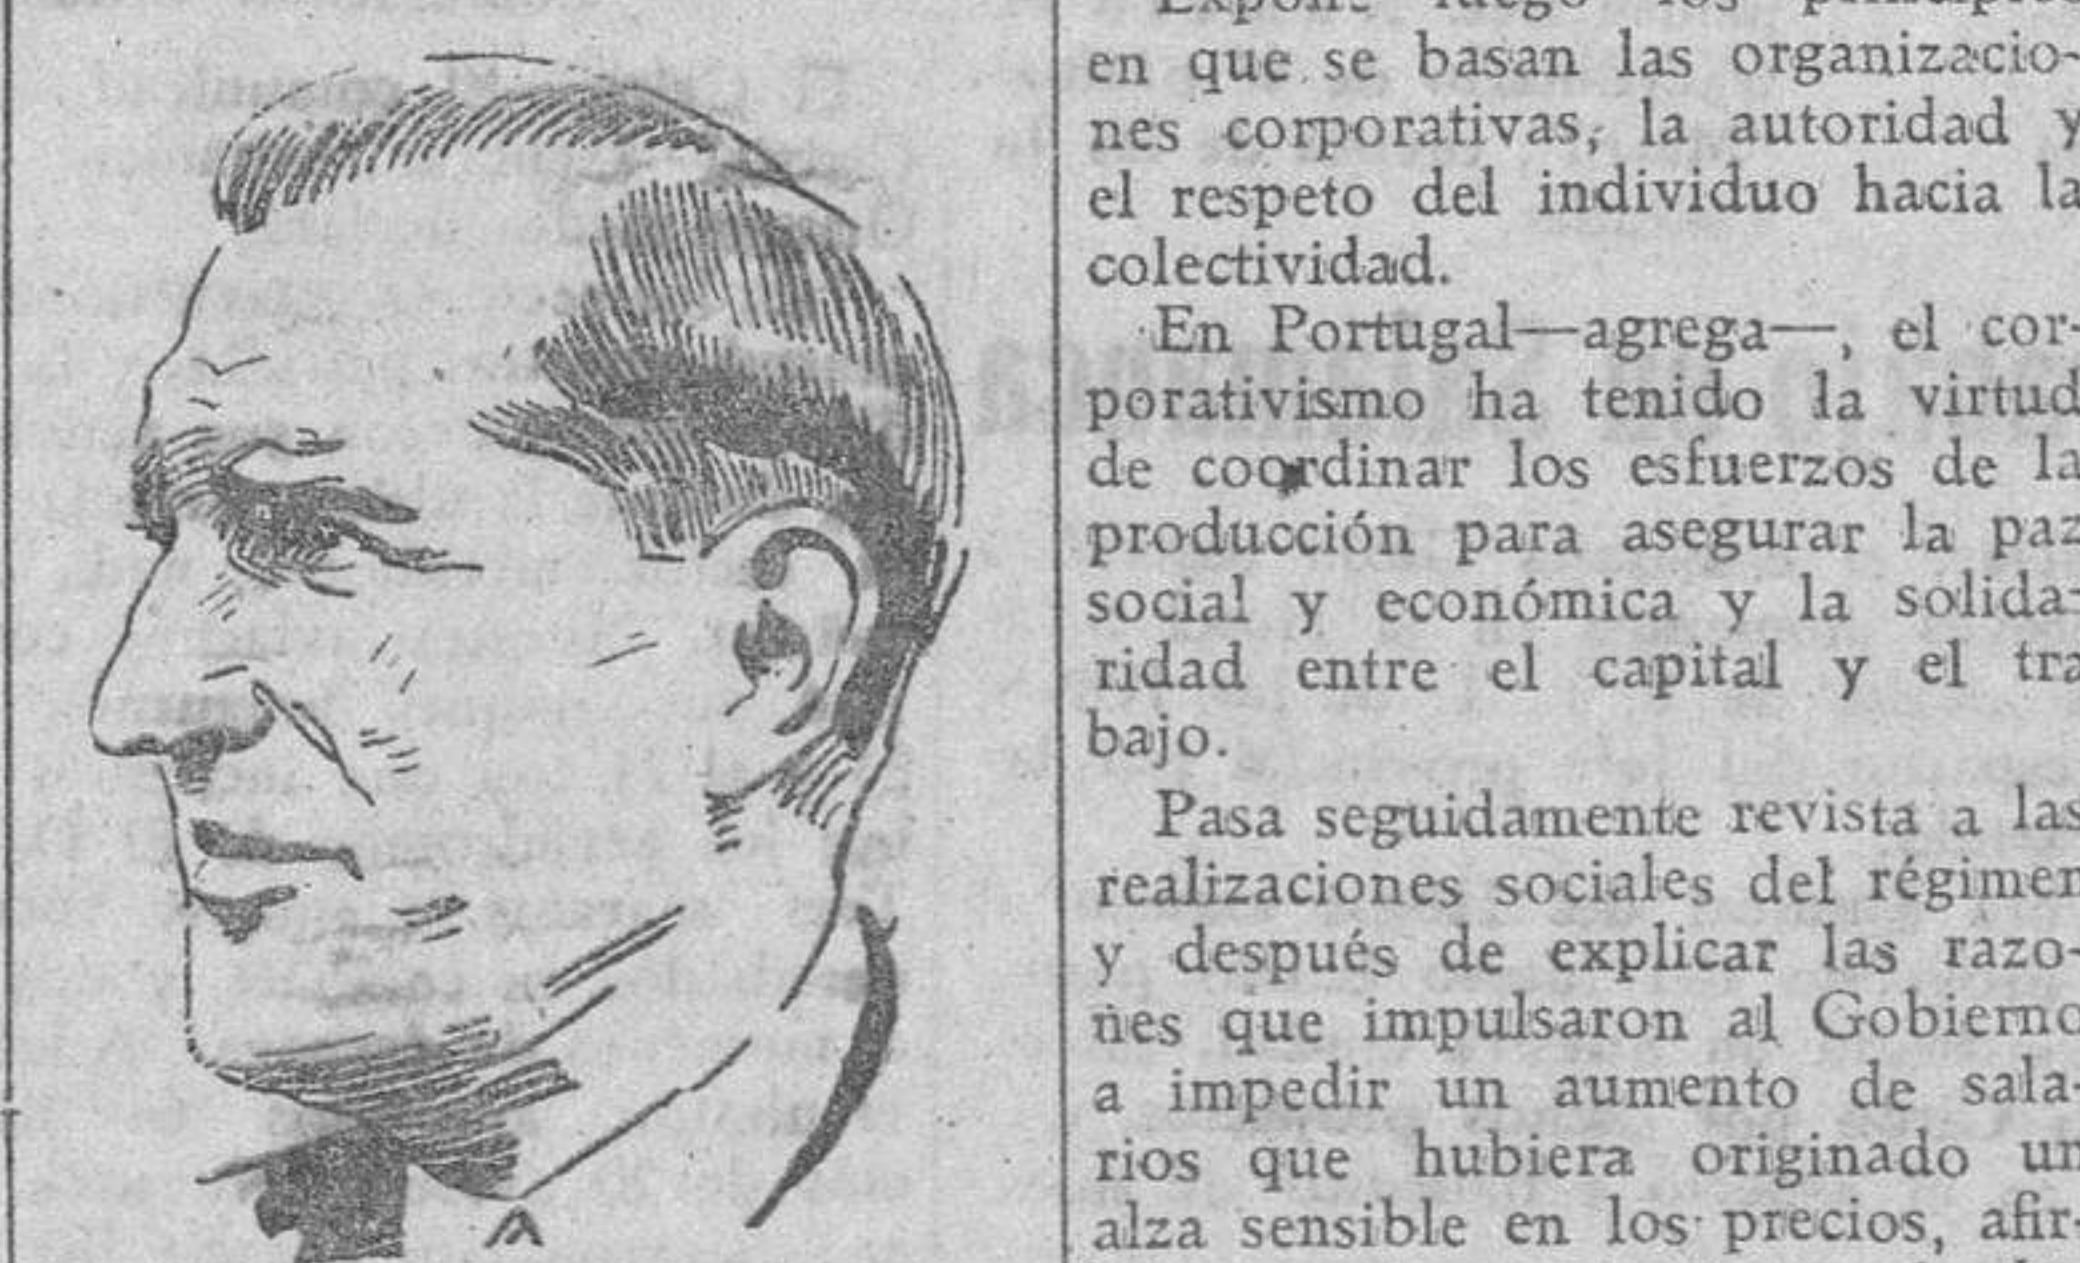 en que se basan las organizacio-
nes corporativas, la autoridad y
el respeto del individuo hacia la
colectividad.
En Portugal—agrega—, el cor-
porativismo ha tenido la virtud
de coordinar los esfuerzos de la
producción para asegurar la paz
social y económica y la solida-
ridad entre el capital y el tra
bajo.
Pasa seguidamente revista a las
realizaciones sociales del régimen
y después de explicar las razo-
nes que impulsaron al Gobierno
a impedir un aumento de sala-
rios que hubiera originado un
alza sensible en los precios, afir-